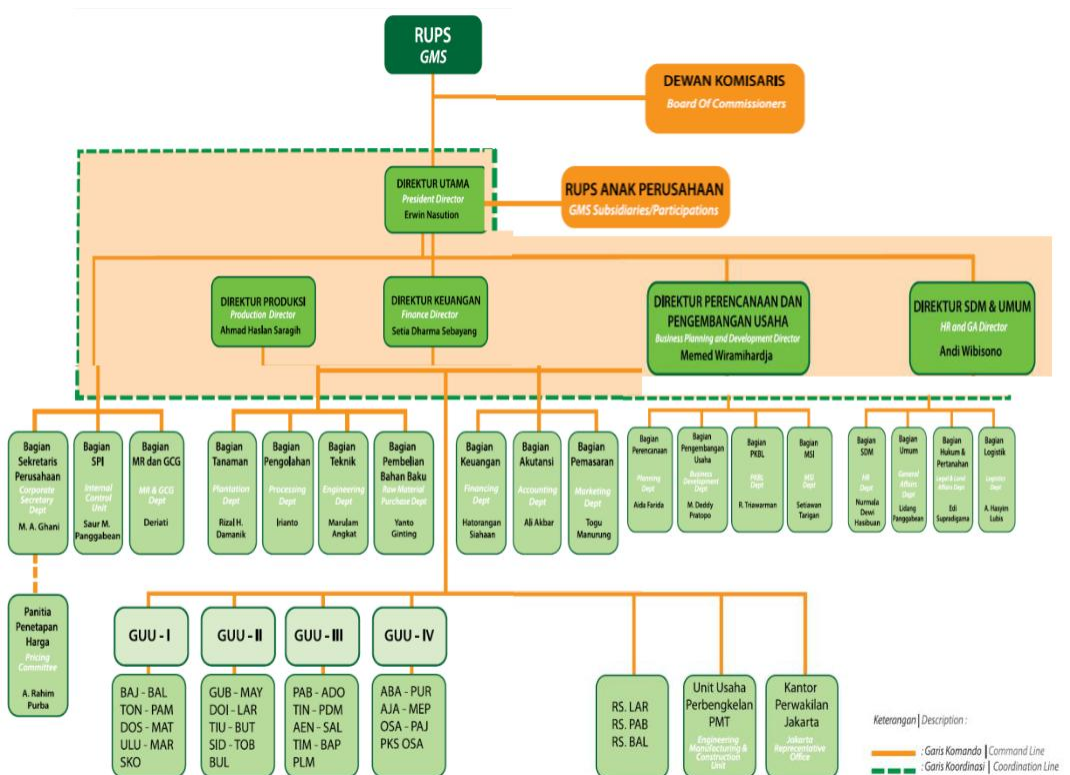 RUPS
GMS
DEWAN KOMISARIS
Board Of Commissioners
DIREKTUR UTAMA
President Director
Erwin Nasution
RUPS ANAK PERUSAHAAN
GMS Subsidiaries/Participations
DIREKTUR PRODUKSI
Production Director
Ahmad Haslan Saragih
DIREKTUR KEUANGAN
Finance Director
Setia Dharma Sebayang
DIREKTUR PERENCANAAN DAN
PENGEMBANGAN USAHA
Business Planning and Development Director
Memed Wiramihardja
DIREKTUR SDM & UMUM
HR and GA Director
Andi Wibisono
Bagian
Sekretaris
Perusahaan
Corporate
Secretary
Dept
M. A. Ghani
Bagian
SPI
Internal
Control
Unit
Saur M.
Panggabean
Bagian
MR dan GCG
MR & GCG
Dept
Deriati
Bagian
Tanaman
Plantation
Dept
Rizal H.
Damanik
Bagian
Pengolahan
Processing
Dept
Irianto
Bagian
Teknik
Engineering
Dept
Marulam
Angkat
Bagian
Pembelian
Bahan Baku
Raw Material
Purchase Dept
Yanto
Ginting
Bagian
Keuangan
Financing
Dept
Hatorangan
Siahaan
Bagian
Akutansi
Accounting
Dept
Ali Akbar
Bagian
Pemasaran
Marketing
Dept
Togu
Manurung
Bagian
Perencanaan
Planning
Dept
Aida Farida
Bagian
Pengembangan
Usaha
Business
Development
Dept
M. Deddy
Pratopo
Bagian
PKBL
PKBL
Dept
R. Triawarman
Bagian
MSI
MSI
Dept
Setiawan
Tarigan
Bagian
SDM
HR
Dept
Nurmala
Dewi
Hasibuan
Bagian
Umum
General
Affairs
Dept
Lidang
Panggabean
Bagian
Hukum &
Pertanahan
Legal & Land
Affairs Dept
Edi
Supradigama
Bagian
Logistik
Logistor
Dept
A. Hasyim
Lubis
Panitia
Penetapan
Harga
Pricing
Committee
A. Rahim
Purba
GUU - I
GUU - II
GUU - III
GUU - IV
BAJ - BAL
TON - PAM
DOS - MAT
ULU - MAR
SKO
GUB - MAY
DOI - LAR
TIU - BUT
SID - TOB
BUL
PAB - ADO
TIN - PDM
AEN - SAL
TIM - BAP
PLM
ABA - PUR
AJA - MEP
OSA - PAJ
PKS OSA
RS. LAR
RS. PAB
RS. BAL
Unit Usaha
Perbengkelan
PMT
Engineering
Manufacturing &
Construction
Unit
Kantor
Perwakilan
Jakarta
Jakarta
Representative
Office
Keterangan | Description :
: Garis Komando | Command Line
: Garis Koordinasi | Coordination Line